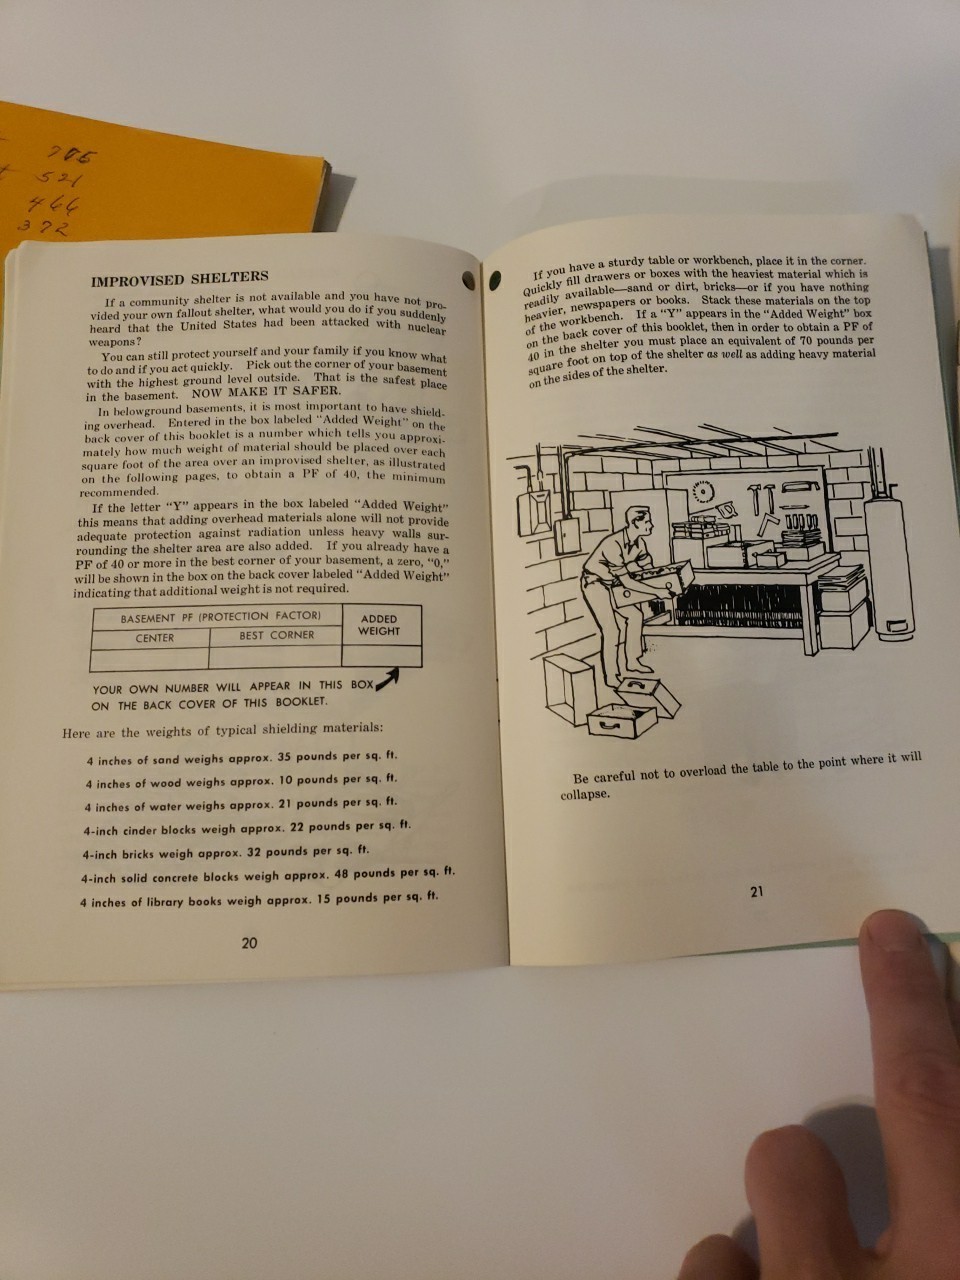 705
521
466
372
IMPROVISED SHELTERS
If a community shelter is not available and you have not pro-
vided your own fallout shelter, what would you do if you suddenly
heard that the United States had been attacked with nuclear
weapons?
You can still protect yourself and your family if you know what
to do and if you act quickly. Pick out the corner of your basement
with the highest ground level outside. That is the safest place
in the basement. NOW MAKE IT SAFER.
In belowground basements, it is most important to have shield-
ing overhead. Entered in the box labeled "Added Weight" on the
back cover of this booklet is a number which tells you approxi-
mately how much weight of material should be placed over each
square foot of the area over an improvised shelter, as illustrated
on the following pages, to obtain a PF of 40, the minimum
recommended.
If the letter "Y" appears in the box labeled "Added Weight"
this means that adding overhead materials alone will not provide
adequate protection against radiation unless heavy walls sur-
rounding the shelter area are also added. If you already have a
PF of 40 or more in the best corner of your basement, a zero, "0,"
will be shown in the box on the back cover labeled "Added Weight"
indicating that additional weight is not required.
BASEMENT PF (PROTECTION FACTOR)
CENTER
BEST CORNER
ADDED
WEIGHT
YOUR OWN NUMBER WILL APPEAR IN THIS BOX
ON THE BACK COVER OF THIS BOOKLET.
Here are the weights of typical shielding materials:
4 inches of sand weighs approx. 35 pounds per sq. ft.
4 inches of wood weighs approx. 10 pounds per sq. ft.
4 inches of water weighs approx. 21 pounds per sq. ft.
4-inch cinder blocks weigh approx. 22 pounds per sq. ft.
4-inch bricks weigh approx. 32 pounds per sq. ft.
4-inch solid concrete blocks weigh approx. 48 pounds per sq. ft.
4 inches of library books weigh approx. 15 pounds per sq. ft.
20
If you have a sturdy table or workbench, place it in the corner.
Quickly fill drawers or boxes with the heaviest material which is
readily available—sand or dirt, bricks—or if you have nothing
heavier, newspapers or books. Stack these materials on the top
of the workbench. If a "Y" appears in the "Added Weight" box
on the back cover of this booklet, then in order to obtain a PF of
40 in the shelter you must place an equivalent of 70 pounds per
square foot on top of the shelter as well as adding heavy material
on the sides of the shelter.
Be careful not to overload the table to the point where it will
collapse.
21